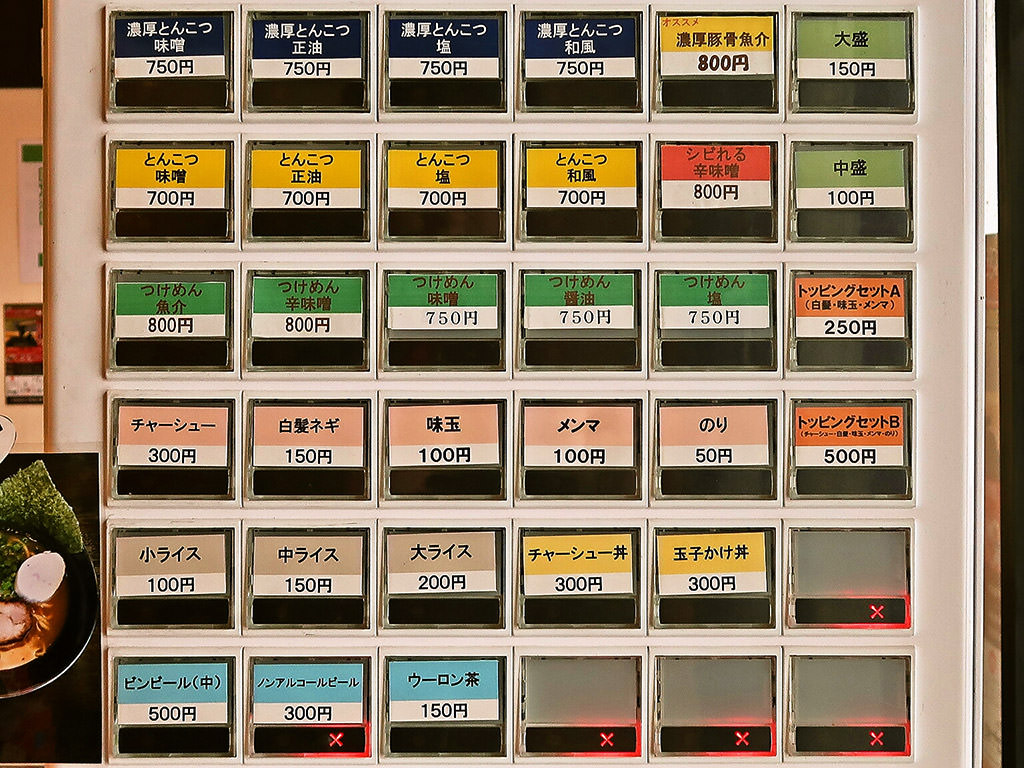 濃厚とんこつ
味噌
750円
濃厚とんこつ
正油
750円
濃厚とんこつ
塩
750円
濃厚とんこつ
和風
750円
オススメ
濃厚豚骨魚介
800円
大盛
150円
とんこつ
味噌
700円
とんこつ
正油
700円
とんこつ
塩
700円
とんこつ
和風
700円
シビれる
辛味噌
800円
中盛
100円
つけめん
魚介
800円
つけめん
辛味噌
800円
つけめん
味噌
750円
つけめん
醤油
750円
つけめん
塩
750円
トッピングセットA
(白髪・味玉・メンマ)
250円
チャーシュー
300円
白髪ネギ
150円
味玉
100円
メンマ
100円
のり
50円
トッピングセットB
(チャーシュー・白髪・味玉・メンマ・のり)
500円
小ライス
100円
中ライス
150円
大ライス
200円
チャーシュー丼
300円
玉子かけ丼
300円
ビンビール(中)
500円
ノンアルコールビール
300円
ウーロン茶
150円